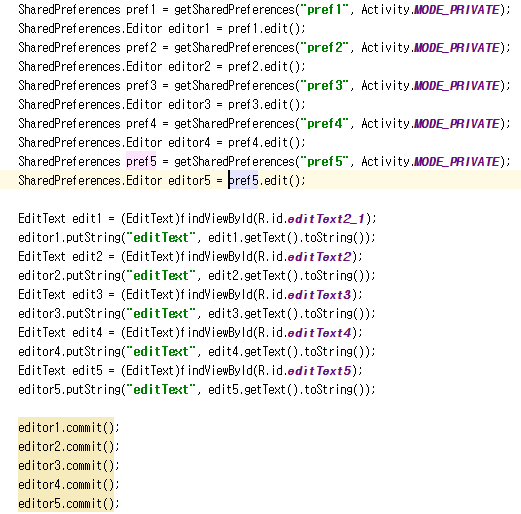 SharedPreferences pref1 = getSharedPreferences("pref1", Activity.MODE_PRIVATE);
SharedPreferences.Editor editor1 = pref1.edit();
SharedPreferences pref2 = getSharedPreferences("pref2", Activity.MODE_PRIVATE);
SharedPreferences.Editor editor2 = pref2.edit();
SharedPreferences pref3 = getSharedPreferences("pref3", Activity.MODE_PRIVATE);
SharedPreferences.Editor editor3 = pref3.edit();
SharedPreferences pref4 = getSharedPreferences("pref4", Activity.MODE_PRIVATE);
SharedPreferences.Editor editor4 = pref4.edit();
SharedPreferences pref5 = getSharedPreferences("pref5", Activity.MODE_PRIVATE);
SharedPreferences.Editor editor5 = pref5.edit();
EditText edit1 = (EditText)findViewById(R.id.editText2_1);
editor1.putString("editText", edit1.getText().toString());
EditText edit2 = (EditText)findViewById(R.id.editText2);
editor2.putString("editText", edit2.getText().toString());
EditText edit3 = (EditText)findViewById(R.id.editText3);
editor3.putString("editText", edit3.getText().toString());
EditText edit4 = (EditText)findViewById(R.id.editText4);
editor4.putString("editText", edit4.getText().toString());
EditText edit5 = (EditText)findViewById(R.id.editText5);
editor5.putString("editText", edit5.getText().toString());
editor1.commit();
editor2.commit();
editor3.commit();
editor4.commit();
editor5.commit();